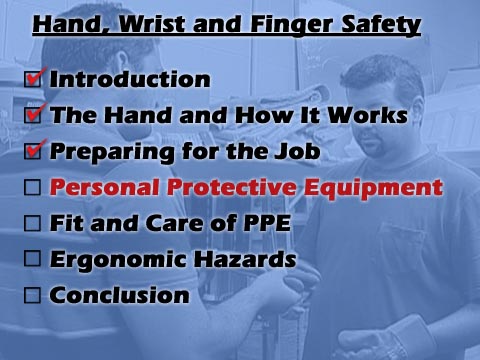 Hand, Wrist and Finger Safety
Introduction
The Hand and How It Works
Preparing for the Job
Personal Protective Equipment
Fit and Care of PPE
Ergonomic Hazards
Conclusion